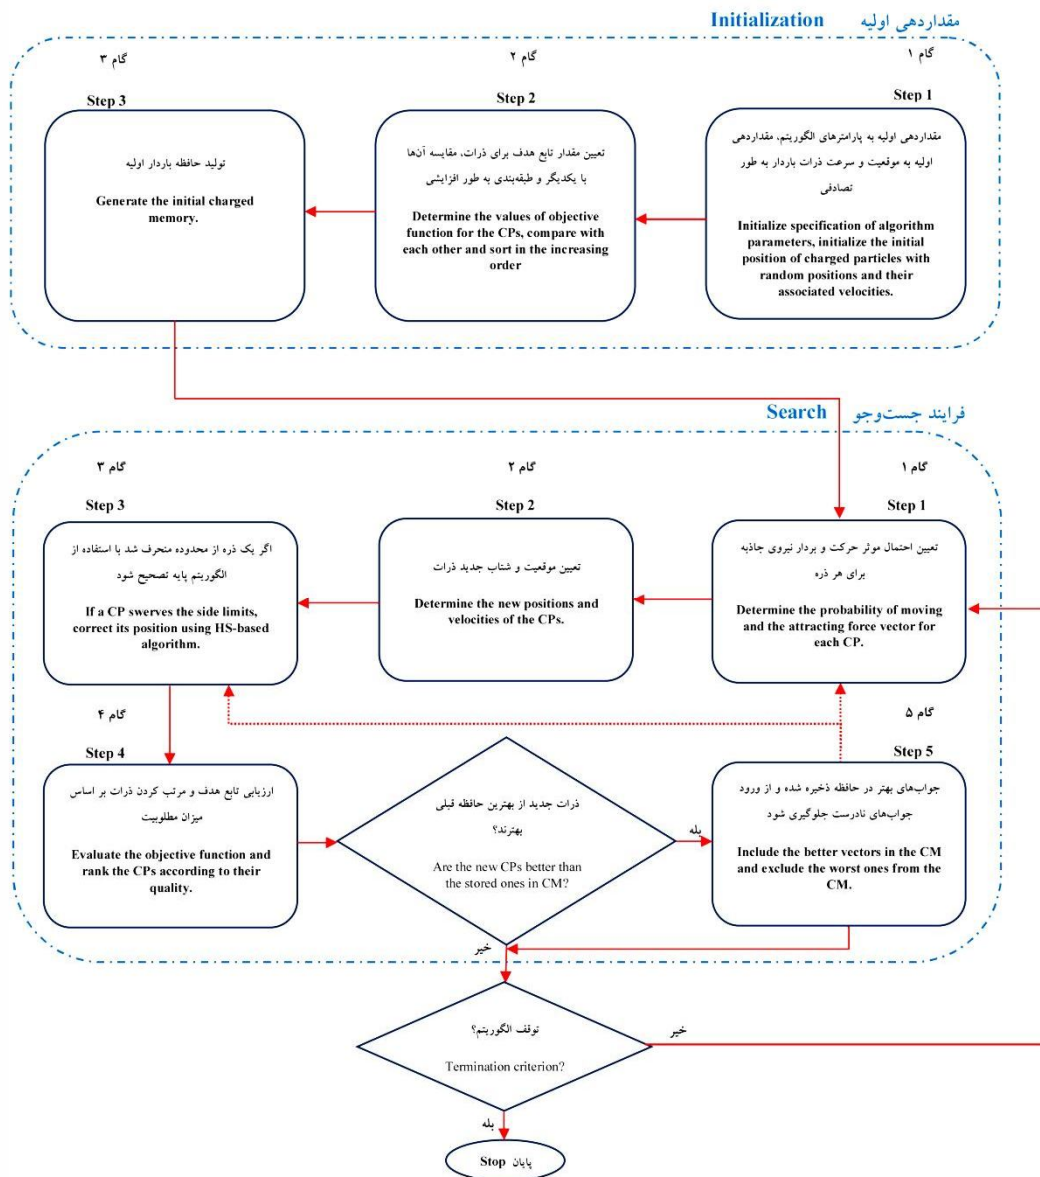 مقداردهی اولیه Initialization
گام ۱
Step 1
مقداردهی اولیه به پارامترهای الگوریتم، مقداردهی
اولیه به موقعیت و سرعت ذرات باردار به طور
تصادفی
Initialize specification of algorithm
parameters, initialize the initial
position of charged particles with
random positions and their
associated velocities.
گام ۲
Step 2
تعیین مقدار تابع هدف برای ذرات، مقایسه آن‌ها
با یکدیگر و طبقه‌بندی به طور افزایشی
Determine the values of objective
function for the CPs, compare with
each other and sort in the increasing
order
گام ۳
Step 3
تولید حافظه باردار اولیه
Generate the initial charged
memory.
فرایند جست‌وجو Search
گام ۱
Step 1
تعیین احتمال موثر حرکت و بردار نیروی جاذبه
برای هر ذره
Determine the probability of moving
and the attracting force vector for
each CP.
گام ۲
Step 2
تعیین موقعیت و شتاب جدید ذرات
Determine the new positions and
velocities of the CPs.
گام ۳
Step 3
اگر یک ذره از محدوده منحرف شد با استفاده از
الگوریتم پایه تصحیح شود
If a CP swerves the side limits,
correct its position using HS-based
algorithm.
گام ۴
Step 4
ارزیابی تابع هدف و مرتب کردن ذرات بر اساس
میزان مطلوبیت
Evaluate the objective function and
rank the CPs according to their
quality.
ذرات جدید از بهترین حافظه قبلی
بهترند؟
Are the new CPs better than
the stored ones in CM?
بله
گام ۵
Step 5
جواب‌های بهتر در حافظه ذخیره شده و از ورود
جواب‌های نادرست جلوگیری شود
Include the better vectors in the CM
and exclude the worst ones from the
CM.
خیر
توقف الگوریتم؟
Termination criterion?
خیر
بله
پایان Stop